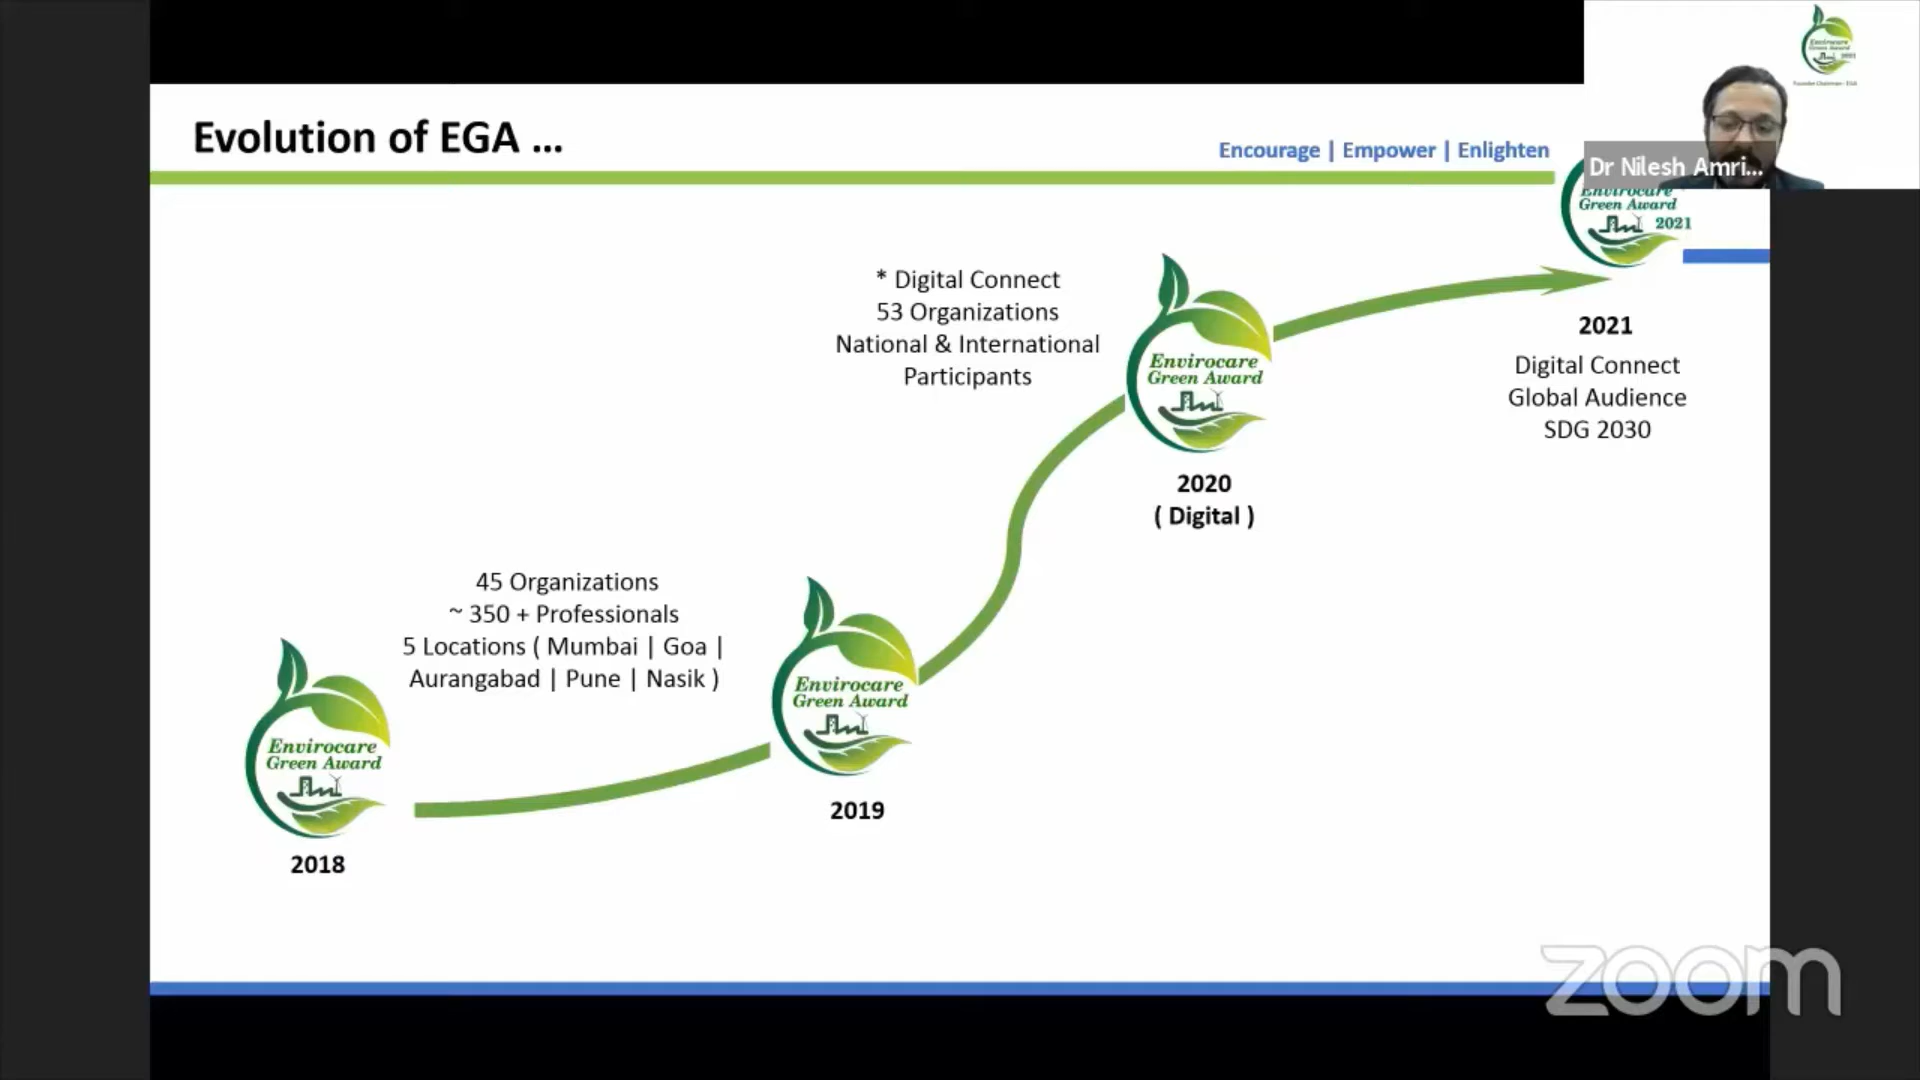 Evolution of EGA ...
Encourage | Empower | Enlighten
Dr Nilesh Amri...
Envirocare
Green Award
2021
* Digital Connect
53 Organizations
National & International
Participants
Envirocare
Green Award
2020
( Digital )
2021
Digital Connect
Global Audience
SDG 2030
45 Organizations
~ 350 + Professionals
5 Locations ( Mumbai | Goa |
Aurangabad | Pune | Nasik )
Envirocare
Green Award
2019
Envirocare
Green Award
2018
zoom